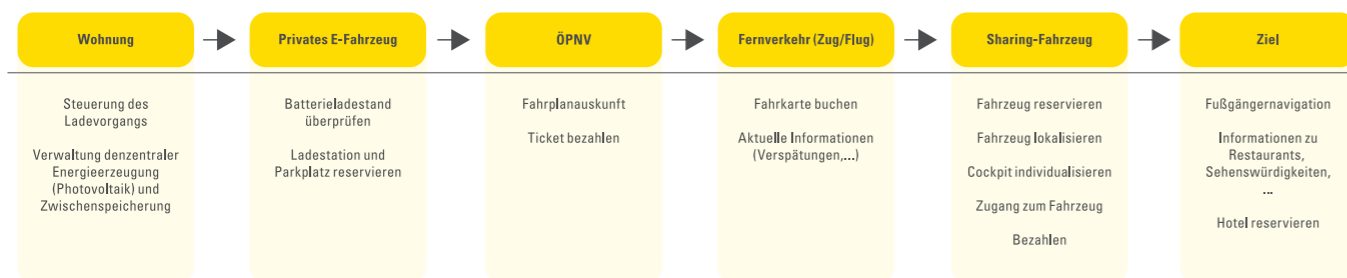 Wohnung
Privates E-Fahrzeug
ÖPNV
Fernverkehr (Zug/Flug)
Sharing-Fahrzeug
Ziel
Steuerung des
Ladevorgangs
Verwaltung denzentraler
Energieerzeugung
(Photovoltaik) und
Zwischenspeicherung
Batterieladestand
überprüfen
Ladestation und
Parkplatz reservieren
Fahrplanauskunft
Ticket bezahlen
Fahrkarte buchen
Aktuelle Informationen
(Verspätungen,...)
Fahrzeug reservieren
Fahrzeug lokalisieren
Cockpit individualisieren
Zugang zum Fahrzeug
Bezahlen
Fußgängernavigation
Informationen zu
Restaurants,
Sehenswürdigkeiten,
...
Hotel reservieren